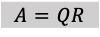 A = QR